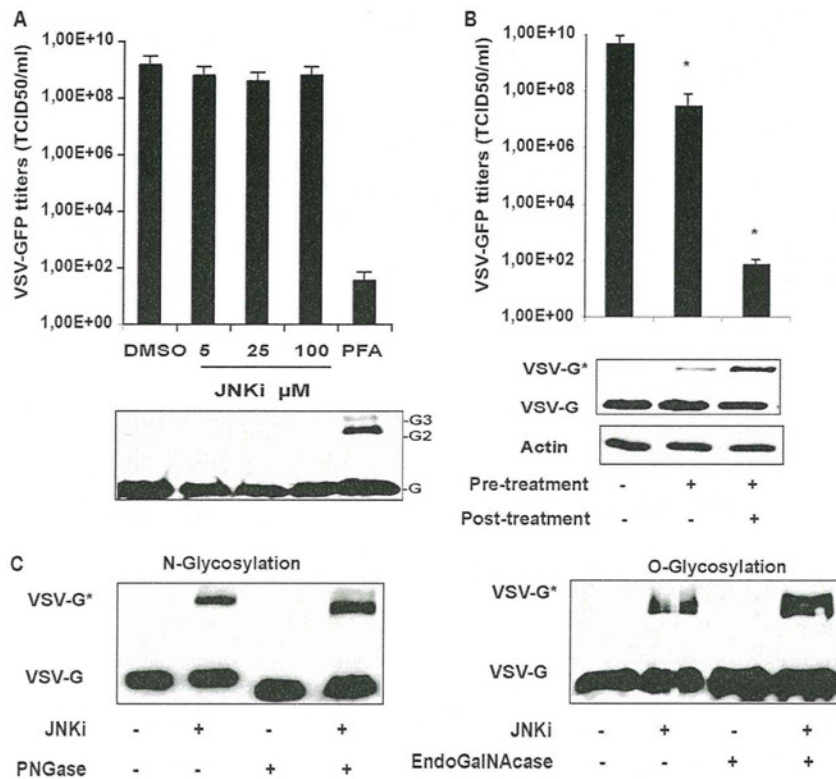 A
VSV-GFP ttiters (TCID50/ml)
1,00E+10
1,00E+08
1,00E+06
1,00E+04
1,00E+02
1,00E+00
DMSO 5 25 100 PFA
JNKi µM
G3
G2
G
B
VSV-GFP ttiters (TCID50/ml)
1,00E+10
1,00E+08
1,00E+06
1,00E+04
1,00E+02
1,00E+00
*
*
VSV-G*
VSV-G
Actin
Pre-treatment - + +
Post-treatment - - +
C
N-Glycosylation
VSV-G*
VSV-G
JNKi - + - +
PNGase - - + +
O-Glycosylation
VSV-G*
VSV-G
JNKi - + - +
EndoGalNAcase - - + +